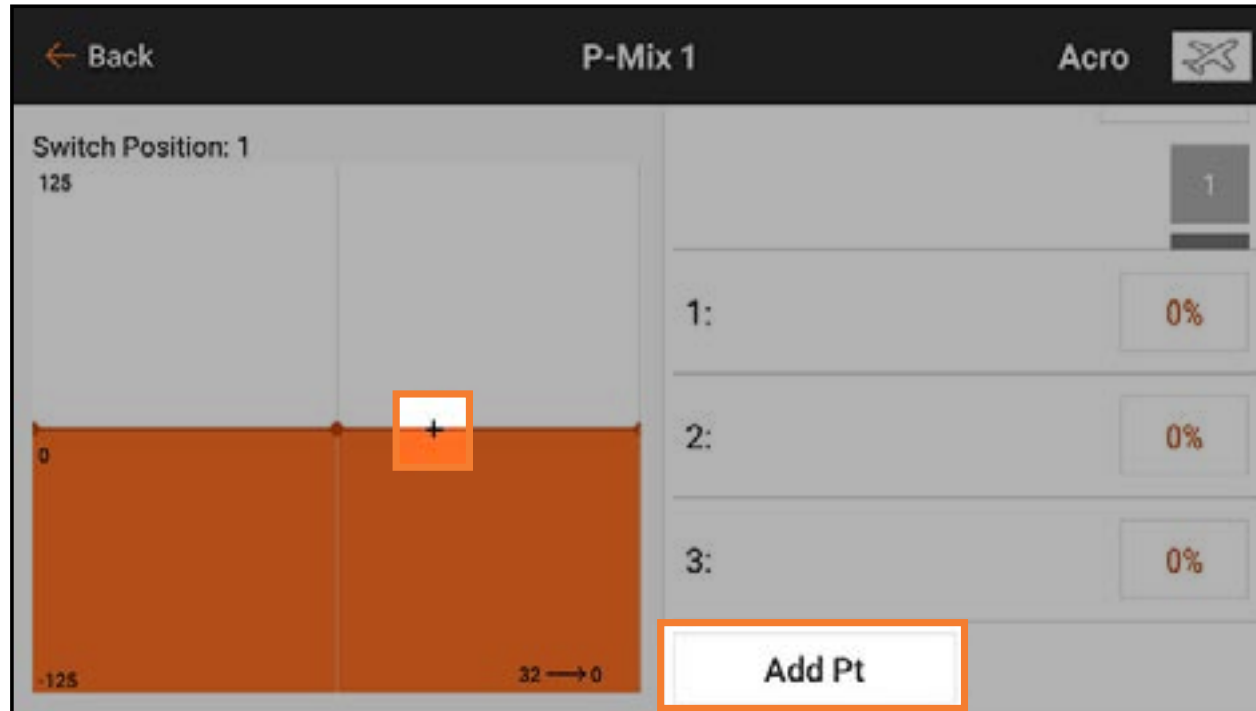 ← Back
P-Mix 1
Acro
Switch Position: 1
125
0
-125
32 → 0
1
1: 0%
2: 0%
3: 0%
Add Pt